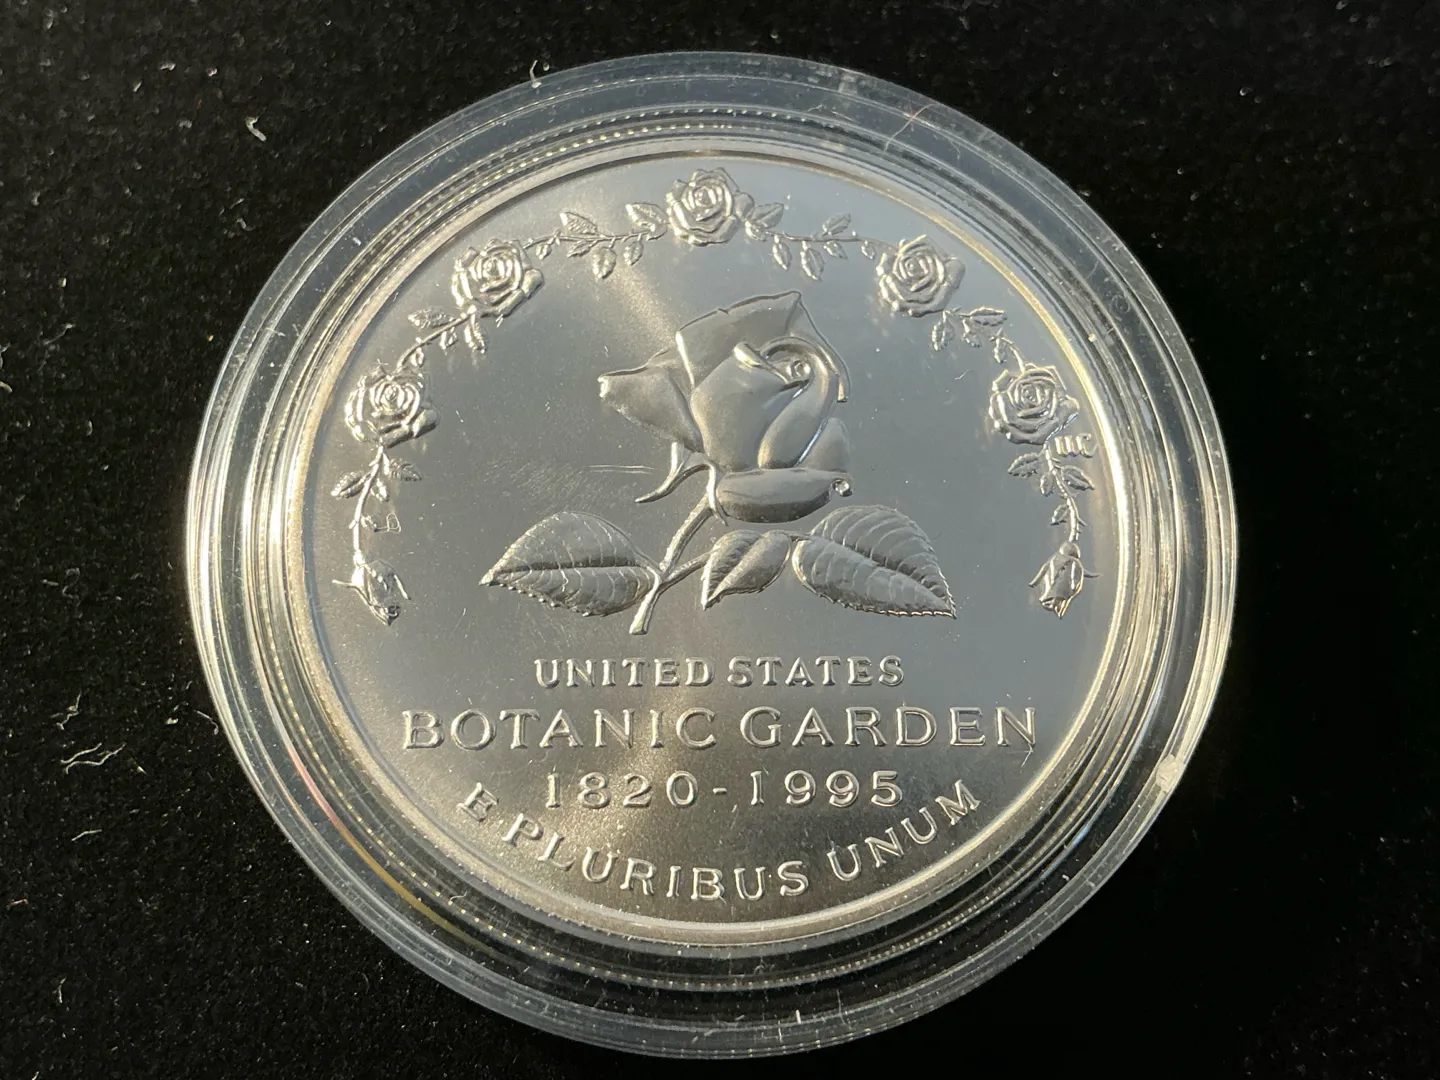 UNITED STATES
BOTANIC GARDEN
1820-1995
E PLURIBUS UNUM